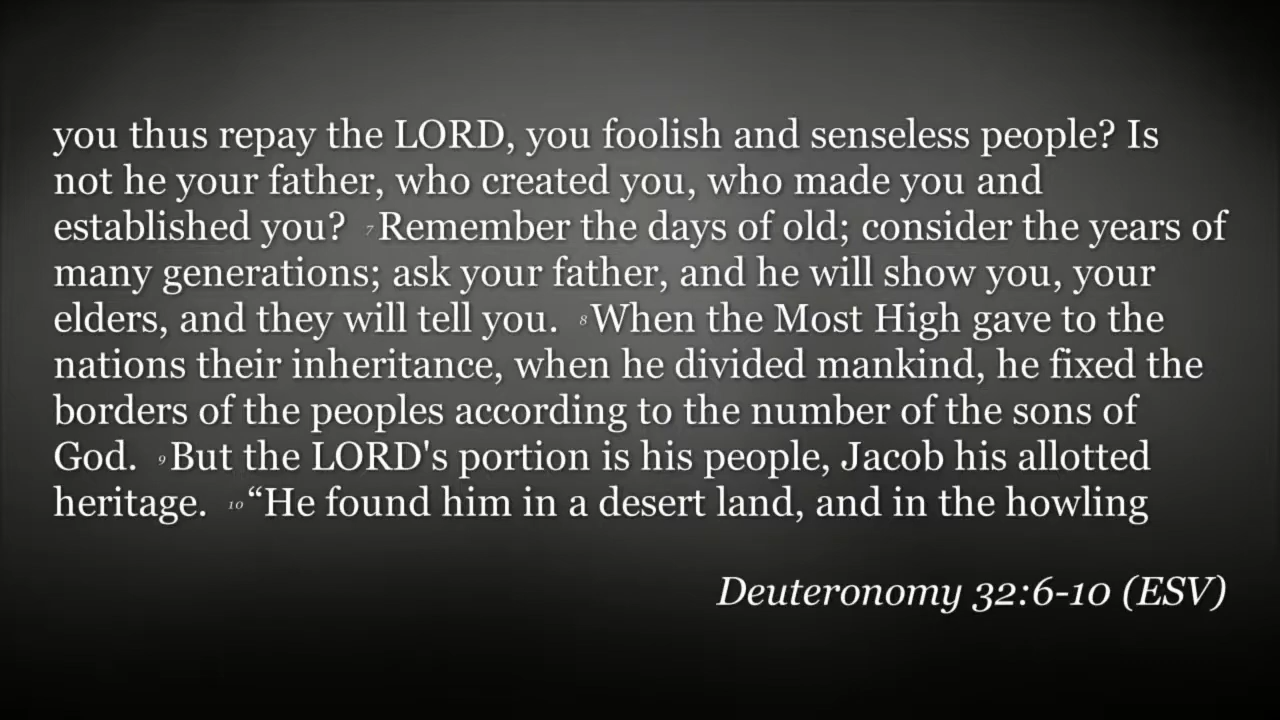 you thus repay the LORD, you foolish and senseless people? Is
not he your father, who created you, who made you and
established you? 7 Remember the days of old; consider the years of
many generations; ask your father, and he will show you, your
elders, and they will tell you. 8 When the Most High gave to the
nations their inheritance, when he divided mankind, he fixed the
borders of the peoples according to the number of the sons of
God. 9 But the LORD's portion is his people, Jacob his allotted
heritage. 10 “He found him in a desert land, and in the howling
Deuteronomy 32:6-10 (ESV)